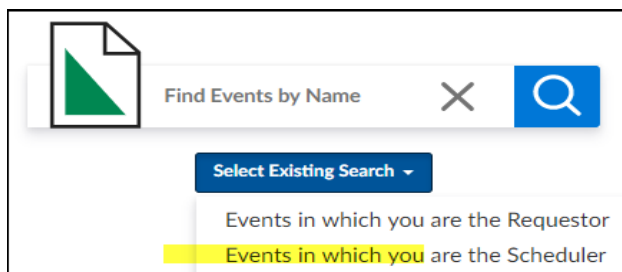 Find Events by Name
Select Existing Search
Events in which you are the Requestor
Events in which you are the Scheduler